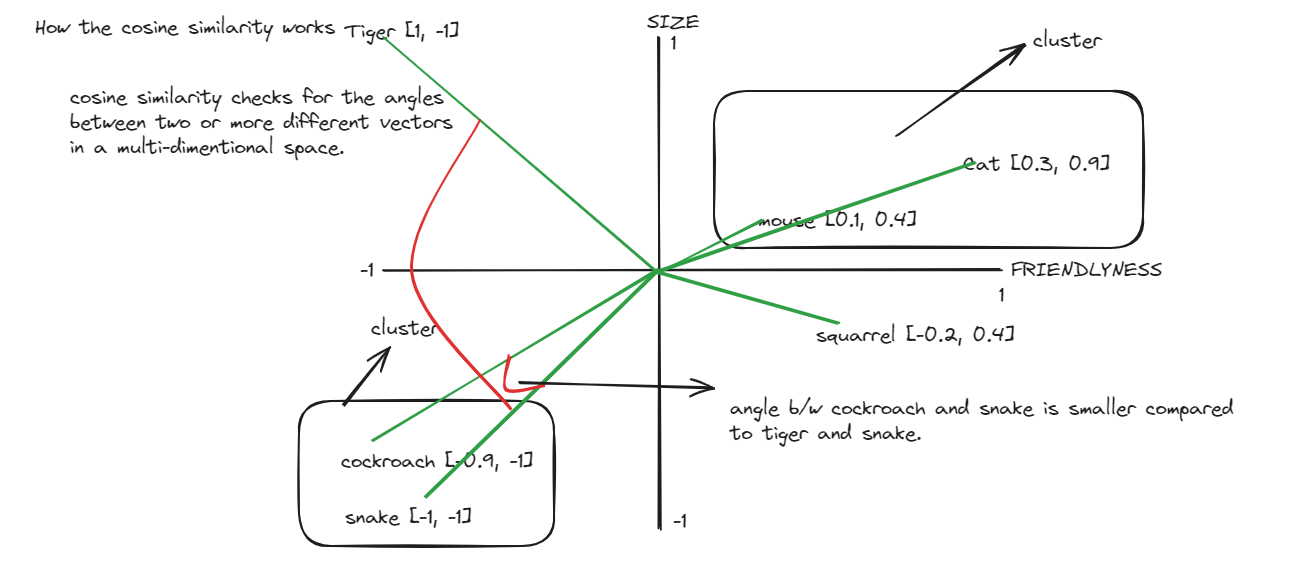 How the cosine similarity works
Tiger [1, -1]
SIZE
1
cluster
cosine similarity checks for the angles
between two or more different vectors
in a multi-dimentional space.
Cat [0.3, 0.9]
mouse [0.1, 0.4]
-1
FRIENDLYNESS
1
cluster
squarrel [-0.2, 0.4]
angle b/w cockroach and snake is smaller compared
to tiger and snake.
cockroach [-0.9, -1]
snake [-1, -1]
-1